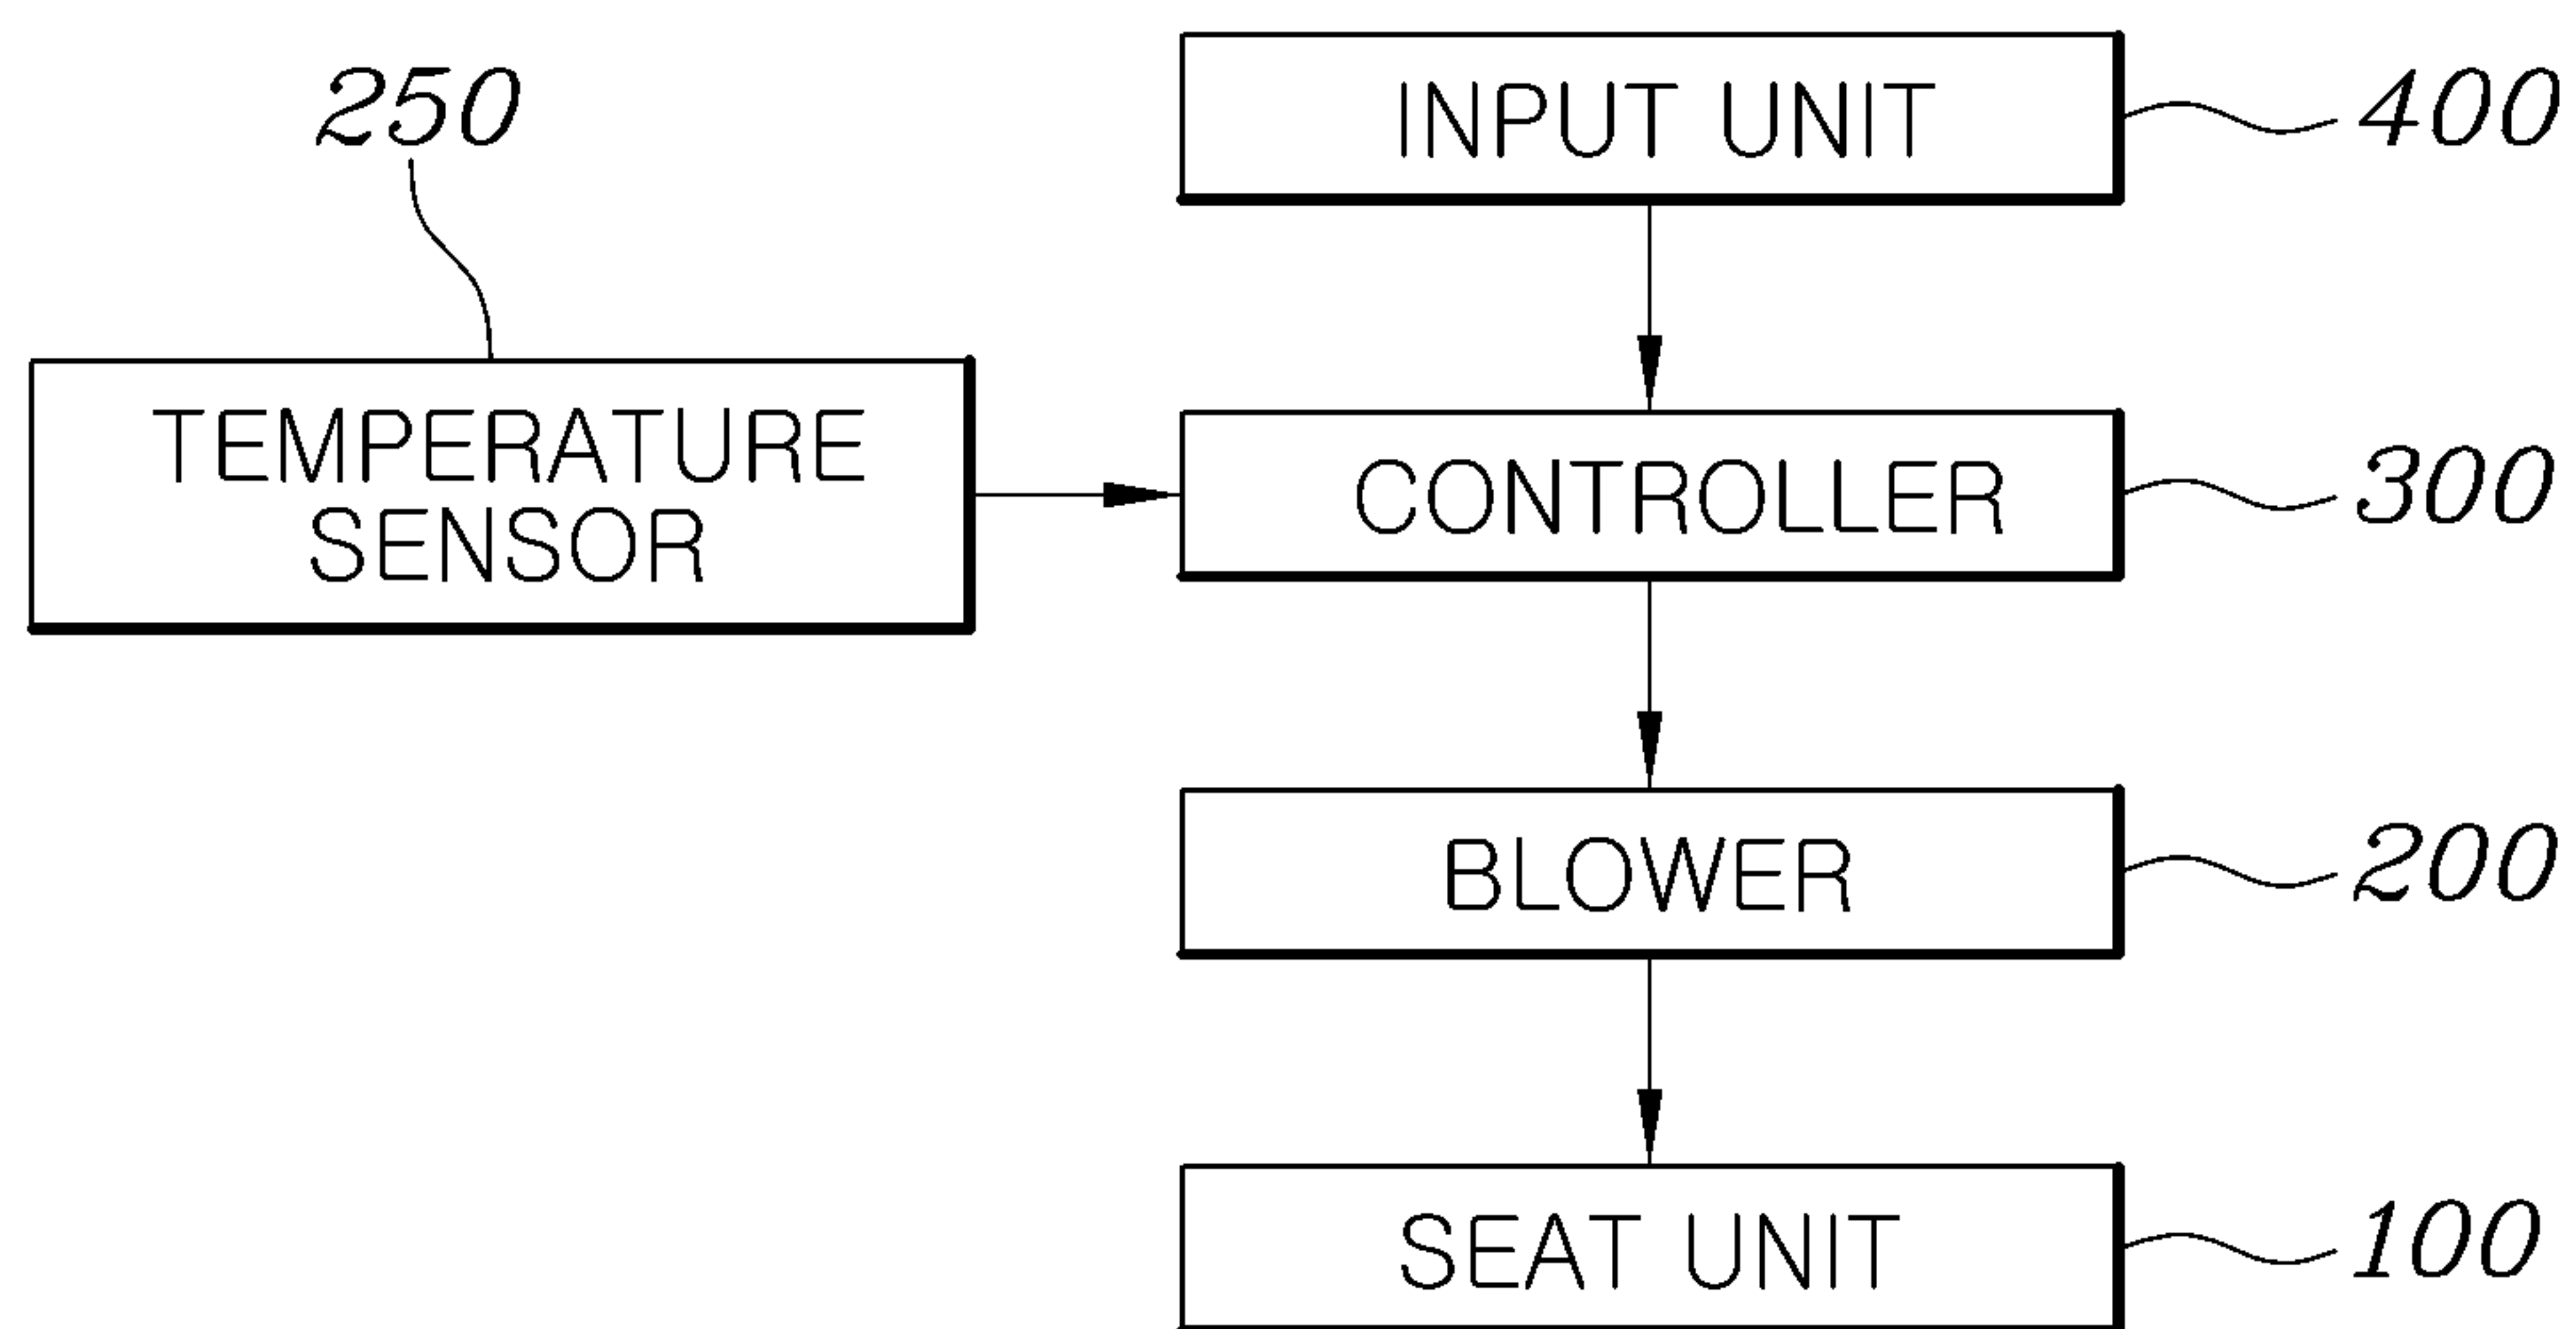 INPUT UNIT
400
250
TEMPERATURE
SENSOR
CONTROLLER
300
BLOWER
200
SEAT UNIT
100